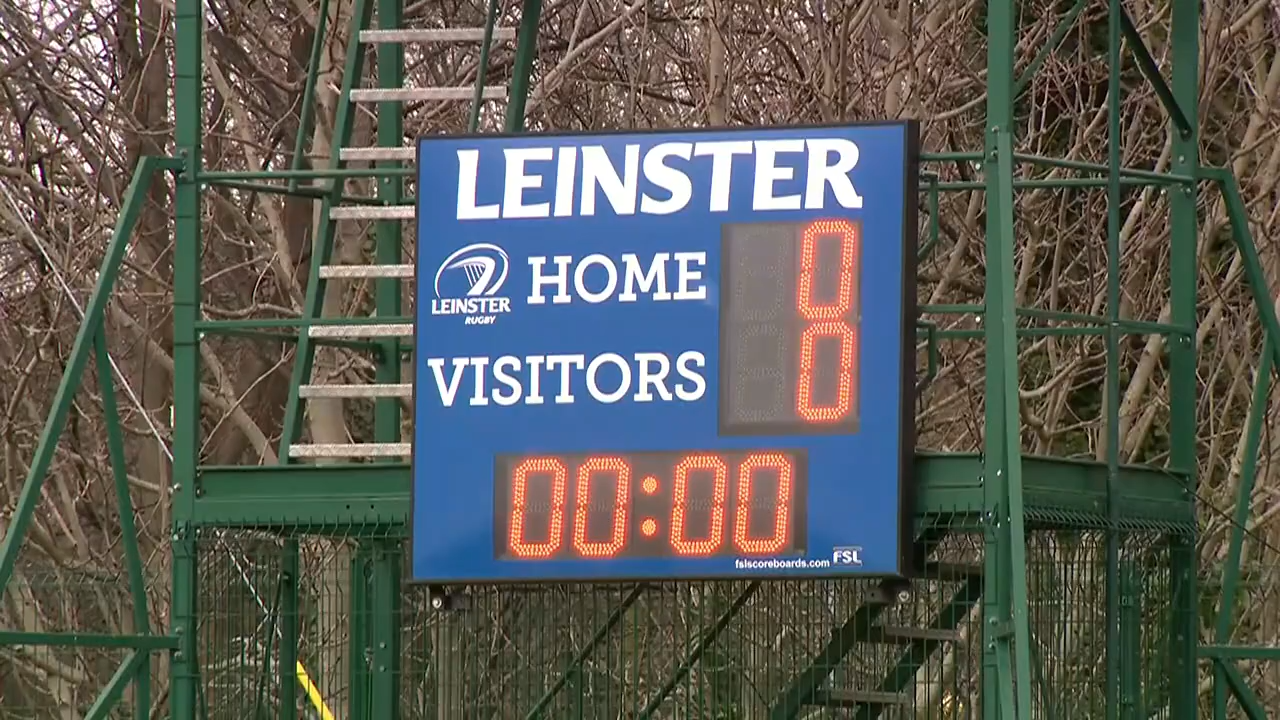 LEINSTER
LEINSTER
RUGBY
HOME 0
VISITORS 0
00:00
fslscoreboards.com FSL